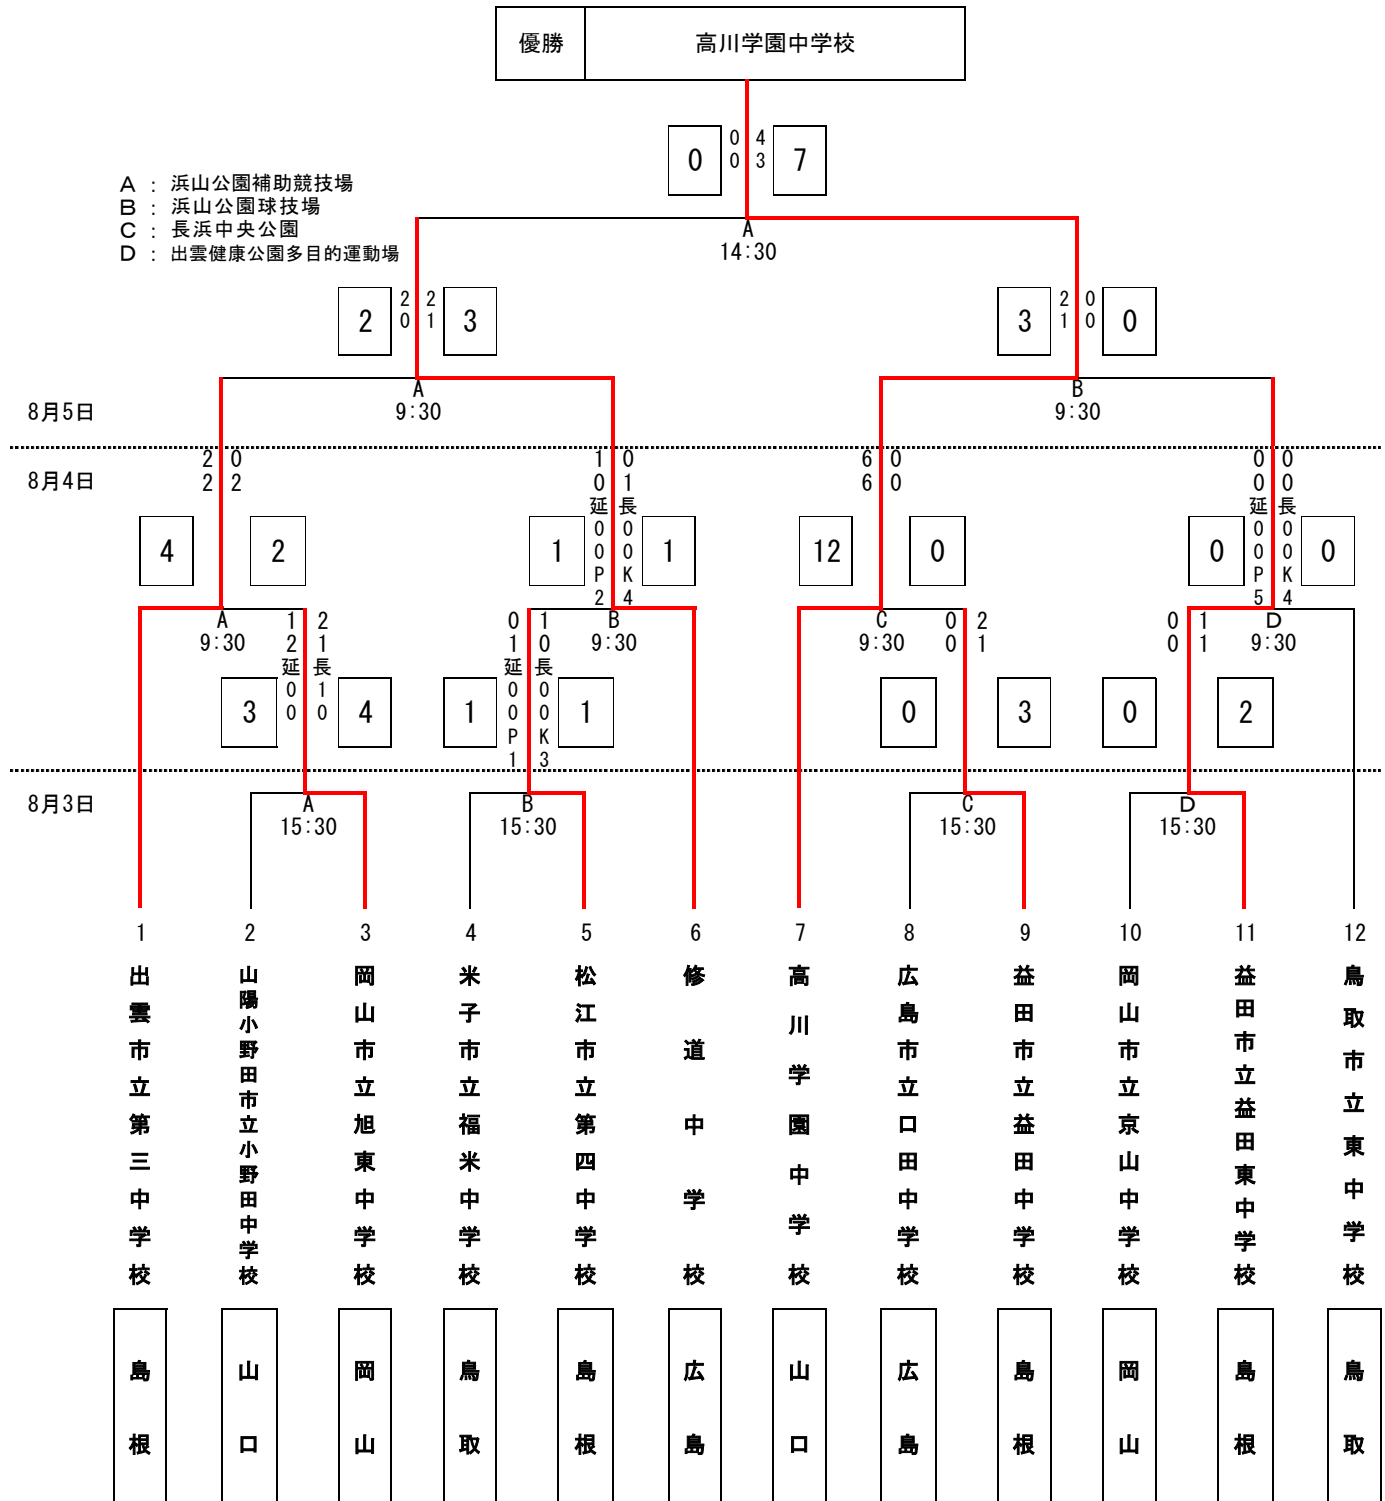 優勝 高川学園中学校
0 0 4 7
0 3
A : 浜山公園補助競技場
B : 浜山公園球技場
C : 長浜中央公園
D : 出雲健康公園多目的運動場
A
14:30
2 2 2 3
0 1
3 2 0 0
1 0
A
9:30
B
9:30
8月5日
8月4日
2 0
2 2
4 2
1 0
0 1
延 長
0 0
0 0
P K
2 4
1 1
6 0
6 0
12 0
0 0
0 0
延 長
0 0
0 0
P K
5 4
0 0
A
9:30
B
9:30
C
9:30
D
9:30
1 2
2 1
延 長
0 1
0 0
3 4
0 1
1 0
延 長
0 0
0 0
P K
1 3
1 1
0 2
0 1
0 3
0 1
0 1
0 2
8月3日
A
15:30
B
15:30
C
15:30
D
15:30
1 2 3 4 5 6 7 8 9 10 11 12
出雲市立第三中学校
山陽小野田市立小野田中学校
岡山市立旭東中学校
米子市立福米中学校
松江市立第四中学校
修道中学校
高川学園中学校
広島市立口田中学校
益田市立益田中学校
岡山市立京山中学校
益田市立益田東中学校
鳥取市立東中学校
島根
山口
岡山
鳥取
島根
広島
山口
広島
島根
岡山
島根
鳥取